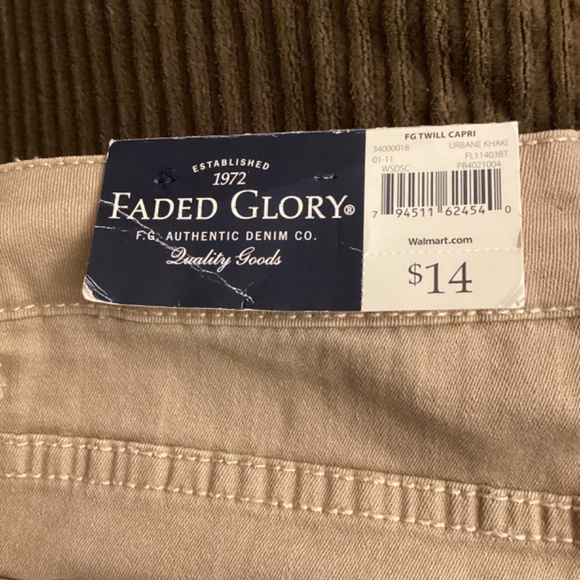 ESTABLISHED
1972
FADED GLORY®
F.G. AUTHENTIC DENIM CO.
Quality Goods
FG TWILL CAPRI
34000018 URBANE KHAKI
01-11 FL11403BT
WSDSC PB4021004
7 94511 62454 0
Walmart.com
$14